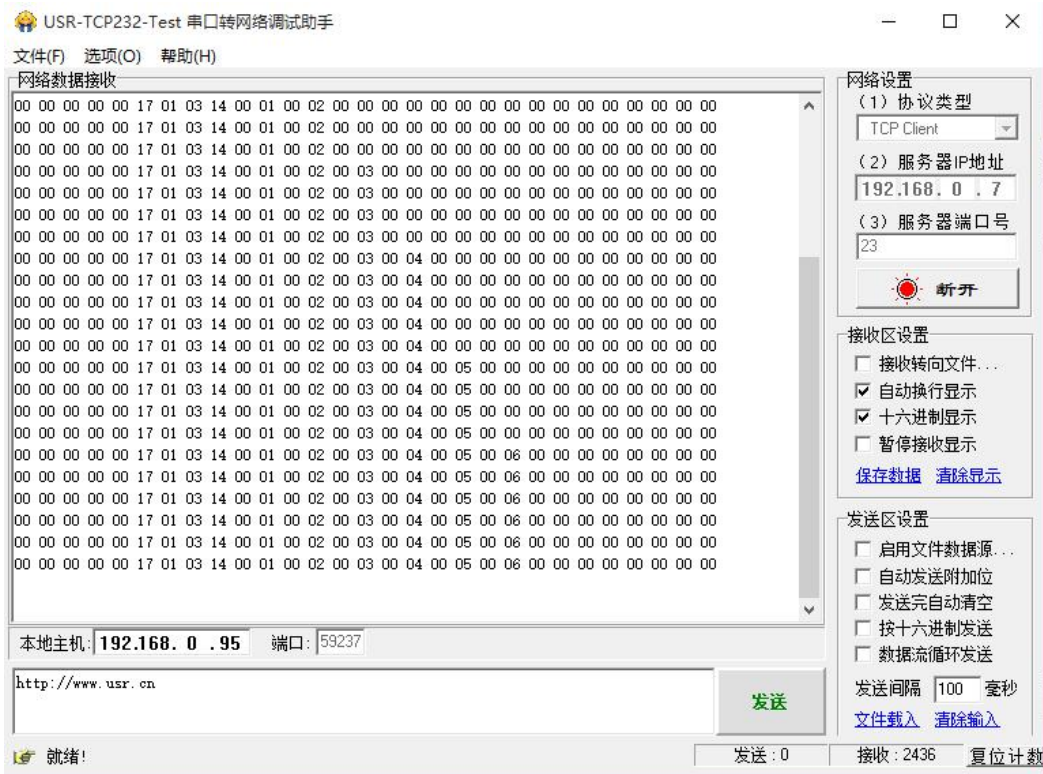 USR-TCP232-Test 串口转网络调试助手
文件(F) 选项(O) 帮助(H)
网络数据接收
00 00 00 00 00 17 01 03 14 00 01 00 02 00 00 00 00 00 00 00 00 00 00 00 00 00 00 00 00
00 00 00 00 00 17 01 03 14 00 01 00 02 00 00 00 00 00 00 00 00 00 00 00 00 00 00 00 00
00 00 00 00 00 17 01 03 14 00 01 00 02 00 00 00 00 00 00 00 00 00 00 00 00 00 00 00 00
00 00 00 00 00 17 01 03 14 00 01 00 02 00 03 00 00 00 00 00 00 00 00 00 00 00 00 00 00
00 00 00 00 00 17 01 03 14 00 01 00 02 00 03 00 00 00 00 00 00 00 00 00 00 00 00 00 00
00 00 00 00 00 17 01 03 14 00 01 00 02 00 03 00 00 00 00 00 00 00 00 00 00 00 00 00 00
00 00 00 00 00 17 01 03 14 00 01 00 02 00 03 00 00 00 00 00 00 00 00 00 00 00 00 00 00
00 00 00 00 00 17 01 03 14 00 01 00 02 00 03 00 04 00 00 00 00 00 00 00 00 00 00 00 00
00 00 00 00 00 17 01 03 14 00 01 00 02 00 03 00 04 00 00 00 00 00 00 00 00 00 00 00 00
00 00 00 00 00 17 01 03 14 00 01 00 02 00 03 00 04 00 00 00 00 00 00 00 00 00 00 00 00
00 00 00 00 00 17 01 03 14 00 01 00 02 00 03 00 04 00 00 00 00 00 00 00 00 00 00 00 00
00 00 00 00 00 17 01 03 14 00 01 00 02 00 03 00 04 00 00 00 00 00 00 00 00 00 00 00 00
00 00 00 00 00 17 01 03 14 00 01 00 02 00 03 00 04 00 05 00 00 00 00 00 00 00 00 00 00
00 00 00 00 00 17 01 03 14 00 01 00 02 00 03 00 04 00 05 00 00 00 00 00 00 00 00 00 00
00 00 00 00 00 17 01 03 14 00 01 00 02 00 03 00 04 00 05 00 00 00 00 00 00 00 00 00 00
00 00 00 00 00 17 01 03 14 00 01 00 02 00 03 00 04 00 05 00 00 00 00 00 00 00 00 00 00
00 00 00 00 00 17 01 03 14 00 01 00 02 00 03 00 04 00 05 00 06 00 00 00 00 00 00 00 00
00 00 00 00 00 17 01 03 14 00 01 00 02 00 03 00 04 00 05 00 06 00 00 00 00 00 00 00 00
00 00 00 00 00 17 01 03 14 00 01 00 02 00 03 00 04 00 05 00 06 00 00 00 00 00 00 00 00
00 00 00 00 00 17 01 03 14 00 01 00 02 00 03 00 04 00 05 00 06 00 00 00 00 00 00 00 00
00 00 00 00 00 17 01 03 14 00 01 00 02 00 03 00 04 00 05 00 06 00 00 00 00 00 00 00 00
00 00 00 00 00 17 01 03 14 00 01 00 02 00 03 00 04 00 05 00 06 00 00 00 00 00 00 00 00
本地主机: 192.168. 0 .95 端口: 59237
http://www.usr.cn
发送
网络设置
(1) 协议类型
TCP Client
(2) 服务器IP地址
192.168. 0 . 7
(3) 服务器端口号
23
断开
接收区设置
接收转向文件...
自动换行显示
十六进制显示
暂停接收显示
保存数据 清除显示
发送区设置
启用文件数据源...
自动发送附加位
发送完自动清空
按十六进制发送
数据流循环发送
发送间隔 100 毫秒
文件载入 清除输入
就绪! 发送:0 接收:2436 复位计数